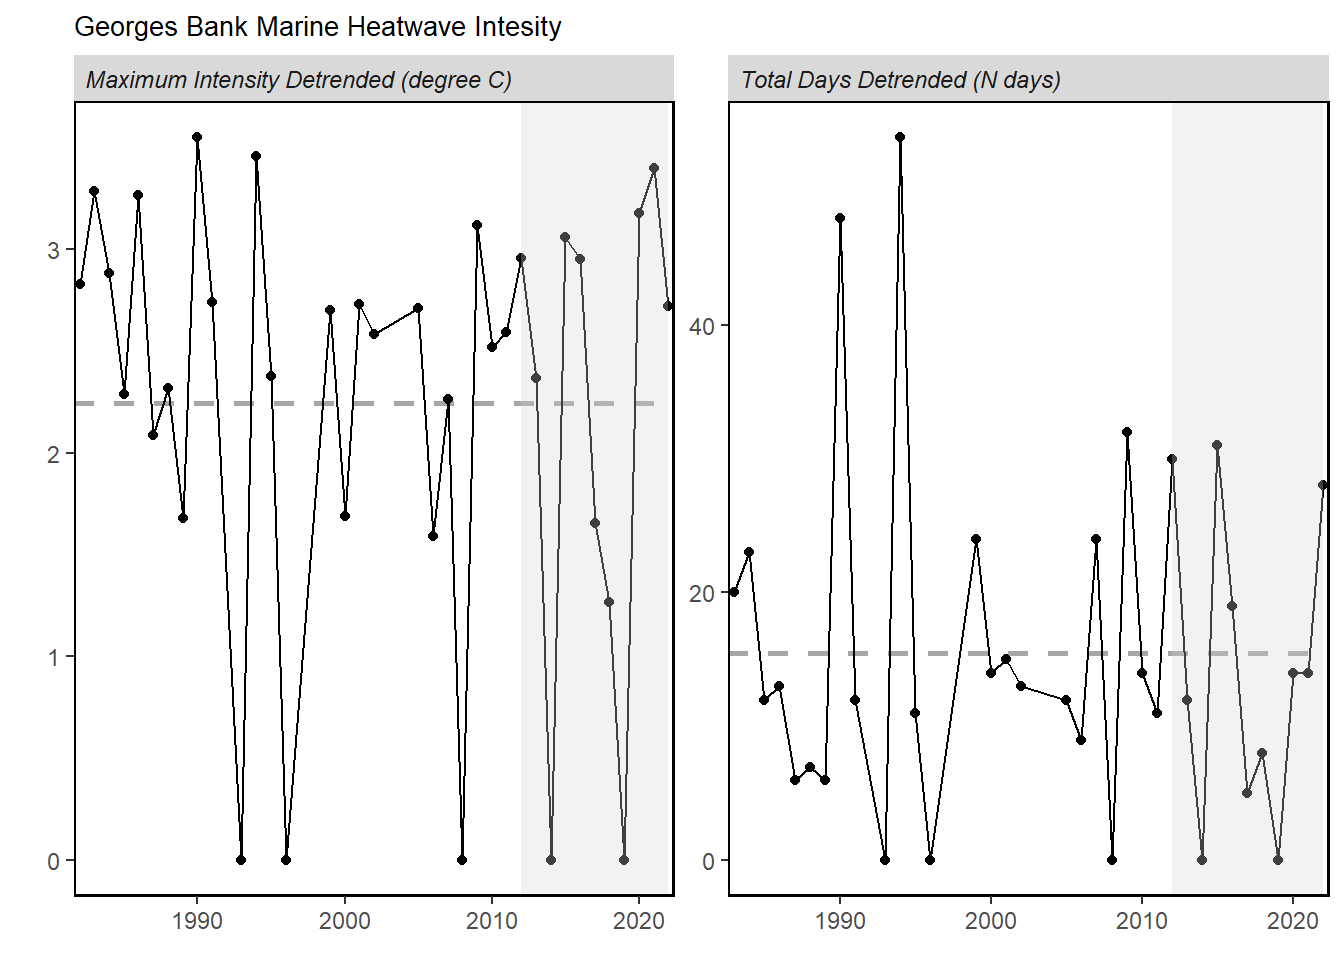 Georges Bank Marine Heatwave Intesity
Maximum Intensity Detrended (degree C)
3
2
1
0
1990 2000 2010 2020
Total Days Detrended (N days)
40
20
0
1990 2000 2010 2020